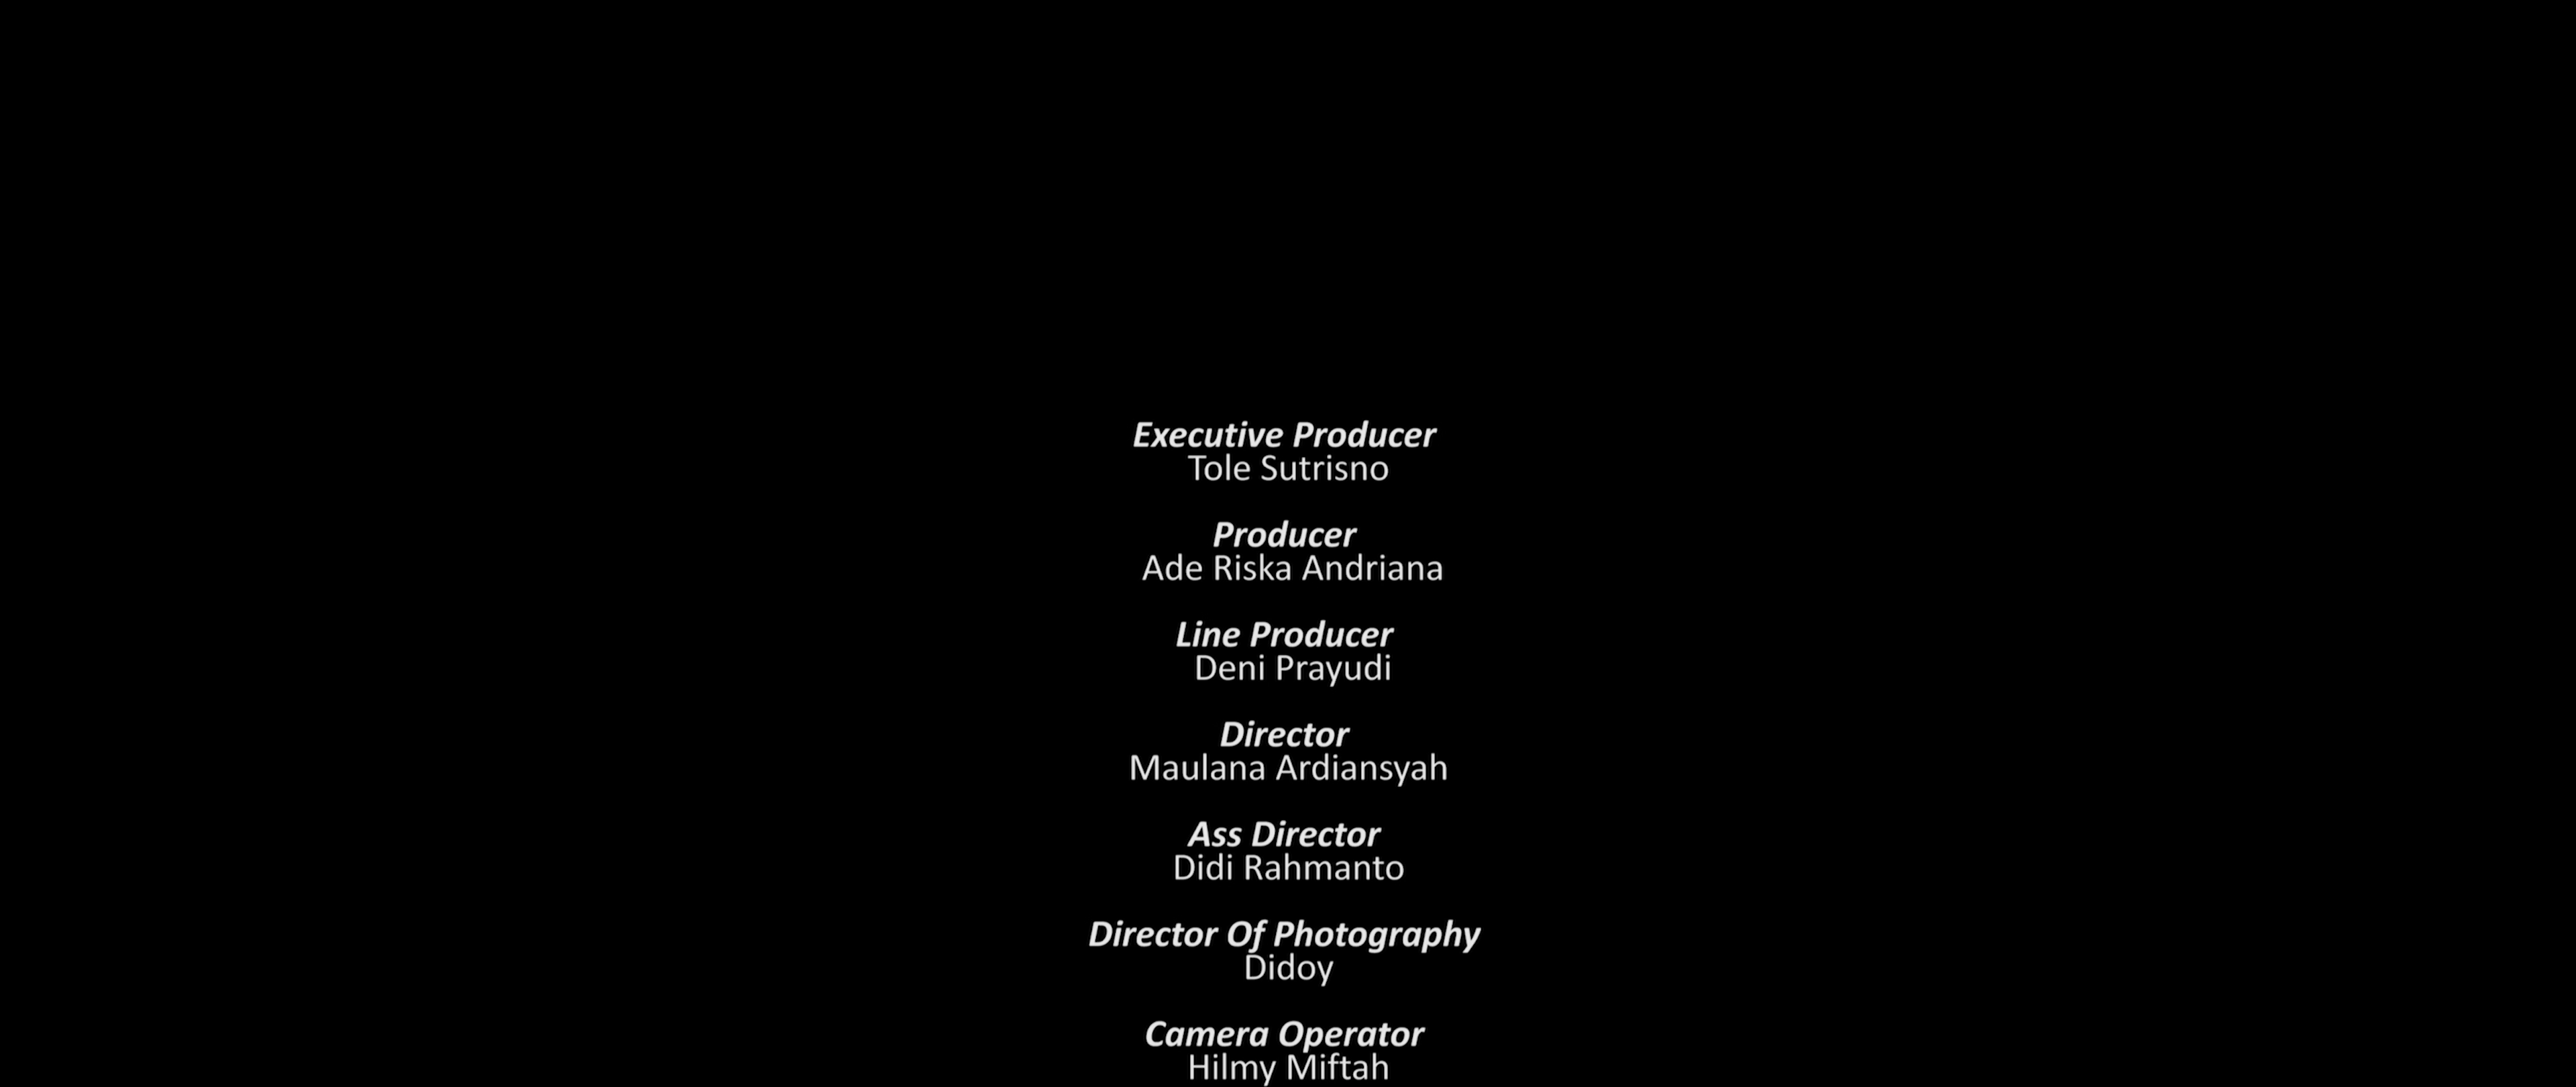 Executive Producer
Tole Sutrisno
Producer
Ade Riska Andriana
Line Producer
Deni Prayudi
Director
Maulana Ardiansyah
Ass Director
Didi Rahmanto
Director Of Photography
Didoy
Camera Operator
Hilmy Miftah